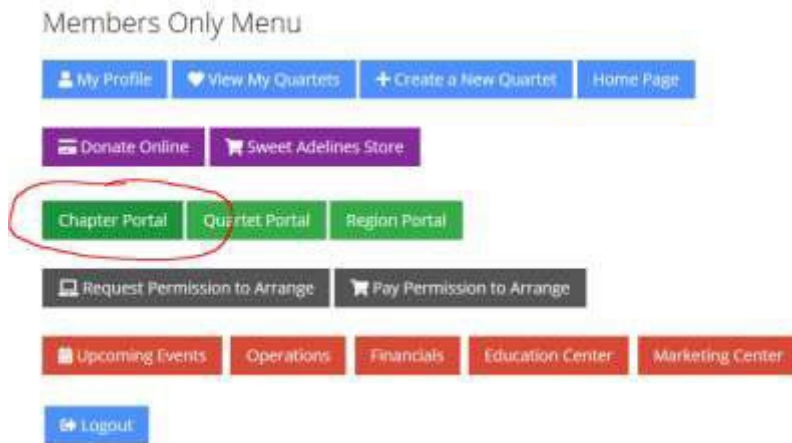 Members Only Menu
My Profile View My Quartets + Create a New Quartet Home Page
Donate Online Sweet Adelines Store
Chapter Portal Quartet Portal Region Portal
Request Permission to Arrange Pay Permission to Arrange
Upcoming Events Operations Financials Education Center Marketing Center
Logout